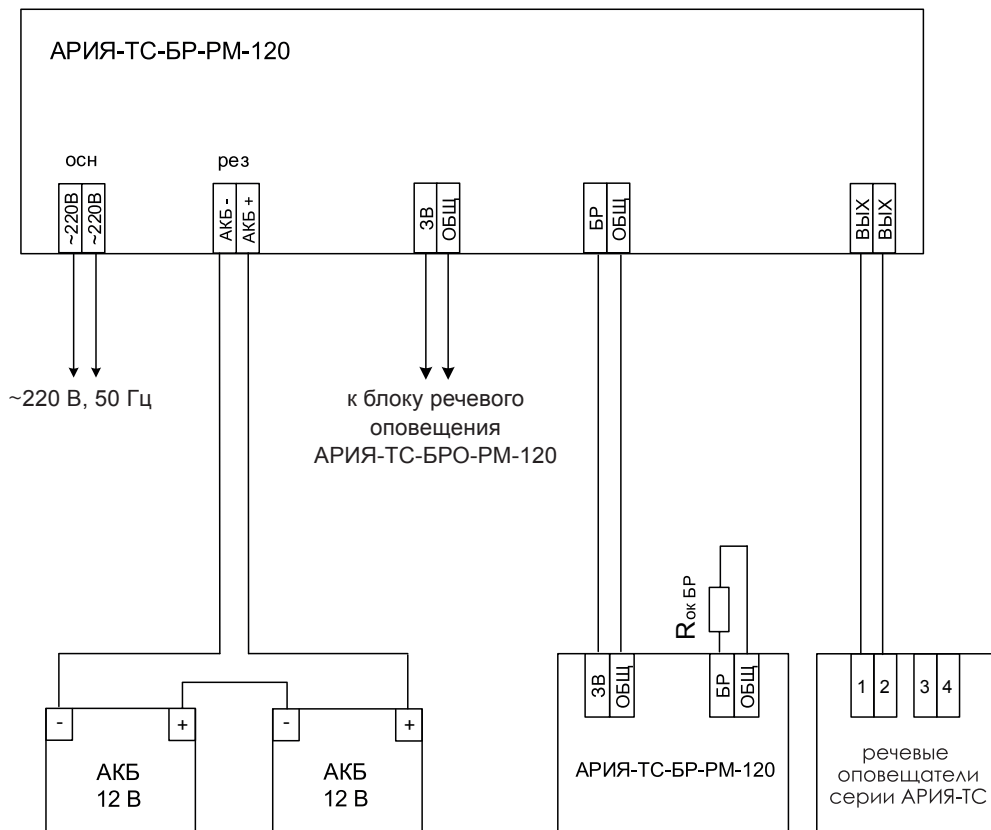 АРИЯ-ТС-БР-РМ-120
осн
рез
~220В
~220В
АКБ -
АКБ +
ЗВ
ОБЩ
БР
ОБЩ
ВЫХ
ВЫХ
~220 В, 50 Гц
к блоку речевого
оповещения
АРИЯ-ТС-БРО-РМ-120
Rок БР
- +
АКБ
12 В
- +
АКБ
12 В
ЗВ
ОБЩ
БР
ОБЩ
АРИЯ-ТС-БР-РМ-120
1 2 3 4
речевые
оповещатели
серии АРИЯ-ТС